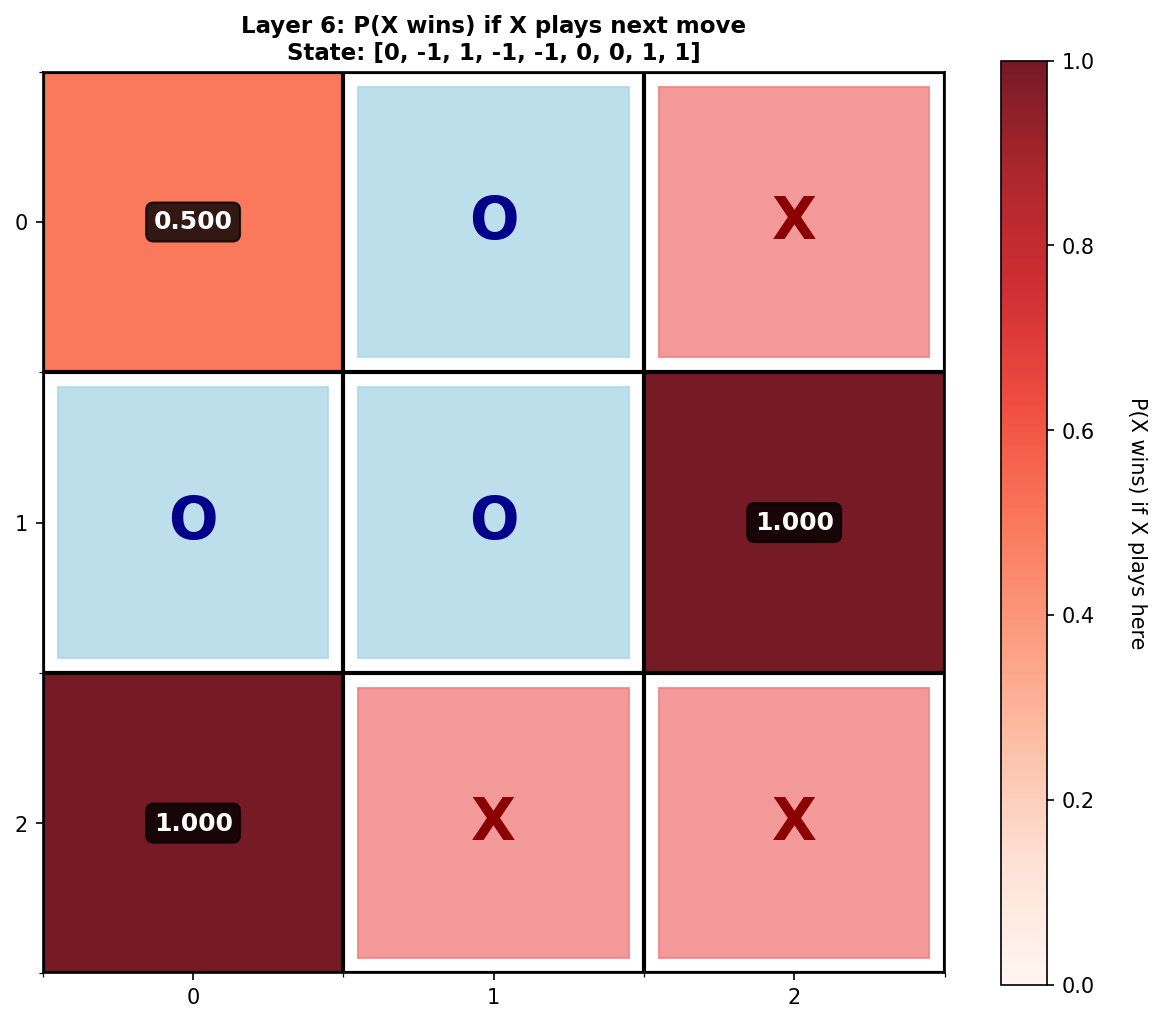 Layer 6: P(X wins) if X plays next move
State: [0, -1, 1, -1, -1, 0, 0, 1, 1]
0
0.500
O
X
1
O
O
1.000
2
1.000
X
X
0
1
2
1.0
0.8
0.6
0.4
0.2
0.0
P(X wins) if X plays here